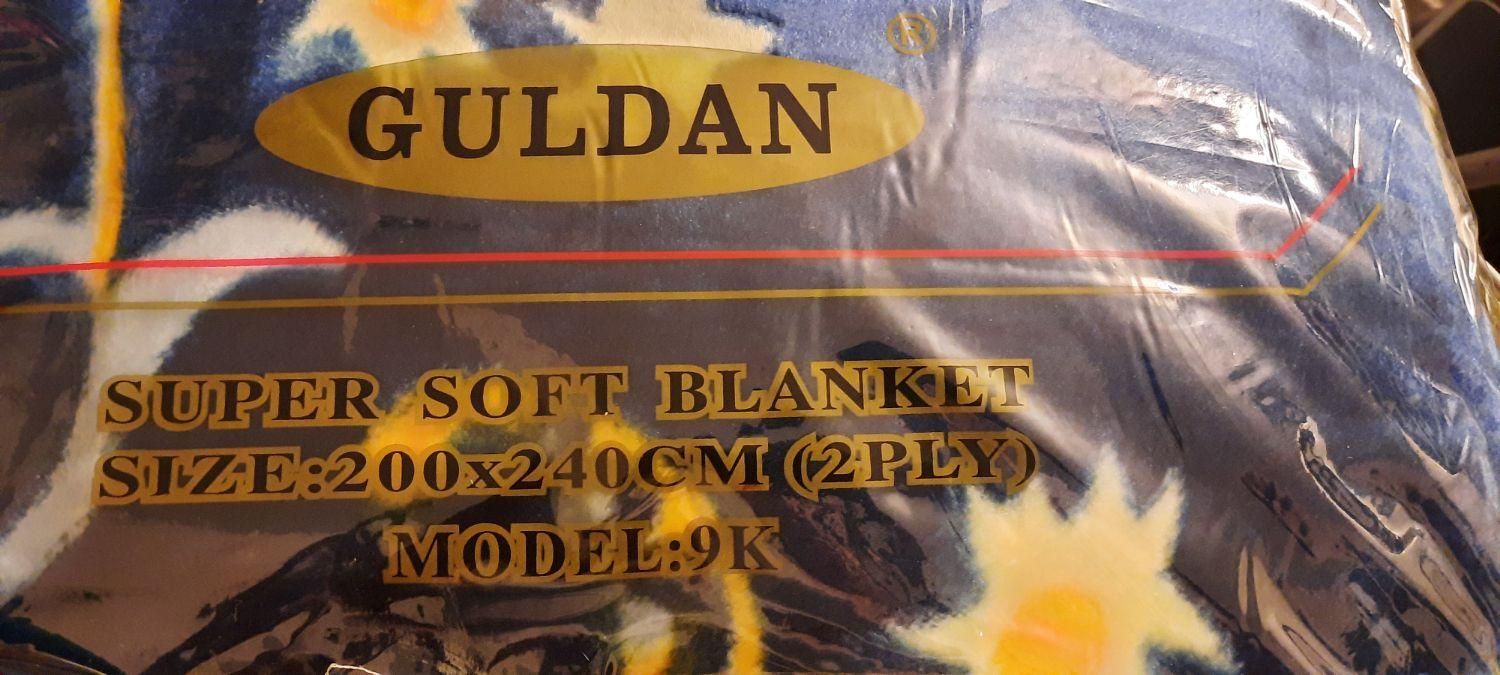 GULDAN ®
SUPER SOFT BLANKET
SIZE:200x240CM (2PLY)
MODEL:9K